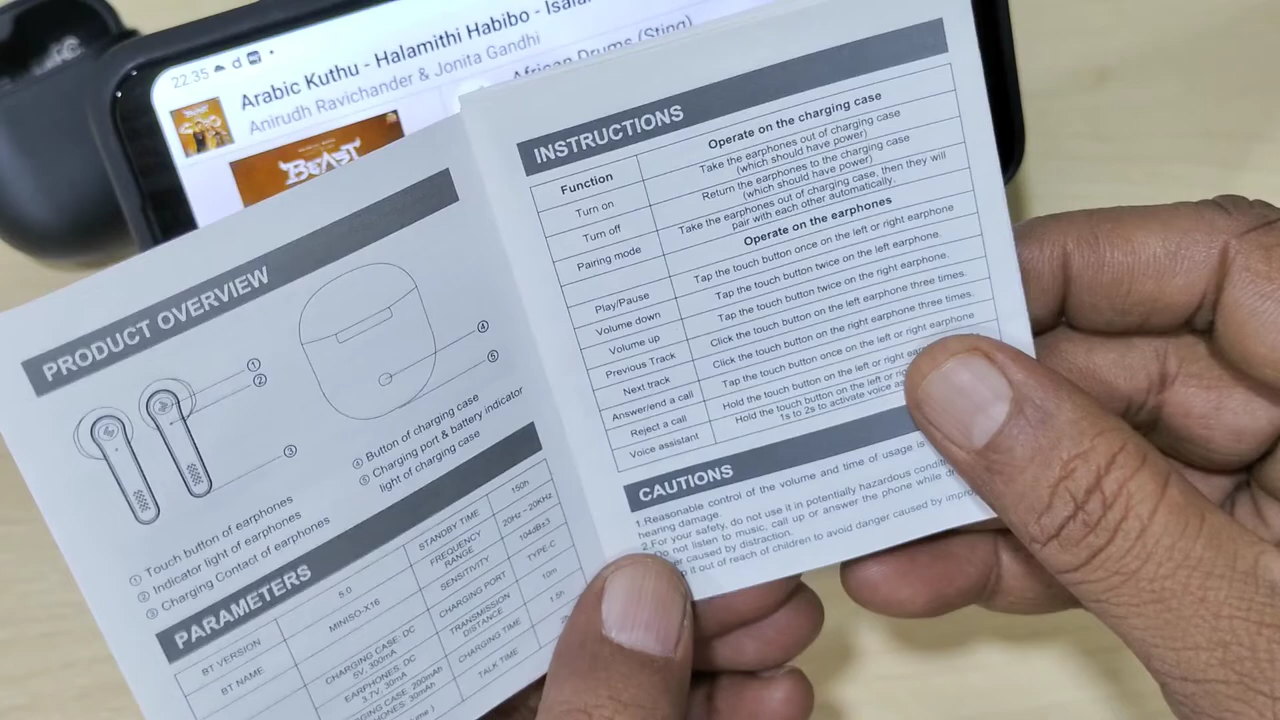 22.35
Arabic Kuthu - Halamithi Habibo -
Anirudh Ravichander & Jonita Gandhi
African Drums (Sting)
BEAST
PRODUCT OVERVIEW
①
②
③
④
⑤
① Touch button of earphones
② Indicator light of earphones
③ Charging Contact of earphones
④ Button of charging case
⑤ Charging port & battery indicator
light of charging case
PARAMETERS
BT VERSION
5.0
STANDBY TIME
150h
BT NAME
MINISO-X16
FREQUENCY
RANGE
20Hz~20KHz
CHARGING CASE: DC
5V, 300mA
SENSITIVITY
104dB±3
EARPHONES: DC
3.7V, 30mA
CHARGING PORT
TYPE-C
CASE: 200mAh
30mAh
TRANSMISSION
DISTANCE
10m
CHARGING TIME
1.5h
TALK TIME
INSTRUCTIONS
Function
Operate on the charging case
Turn on
Take the earphones out of charging case
(which should have power)
Turn off
Return the earphones to the charging case
(which should have power)
Pairing mode
Take the earphones out of charging case, then they will
pair with each other automatically.
Operate on the earphones
Play/Pause
Tap the touch button once on the left or right earphone
Volume down
Tap the touch button twice on the left earphone.
Volume up
Tap the touch button twice on the right earphone.
Previous Track
Click the touch button on the left earphone three times.
Next track
Click the touch button on the right earphone three times.
Answer/end a call
Tap the touch button once on the left or right earphone
Reject a call
Hold the touch button on the left or right
Voice assistant
Hold the touch button on the left or
1s to 2s to activate voice
CAUTIONS
1.Reasonable control of the volume and time of usage is
hearing damage.
2.For your safety, do not use it in potentially hazardous
Do not listen to music, call up or answer the phone while
caused by distraction.
it out of reach of children to avoid danger caused by